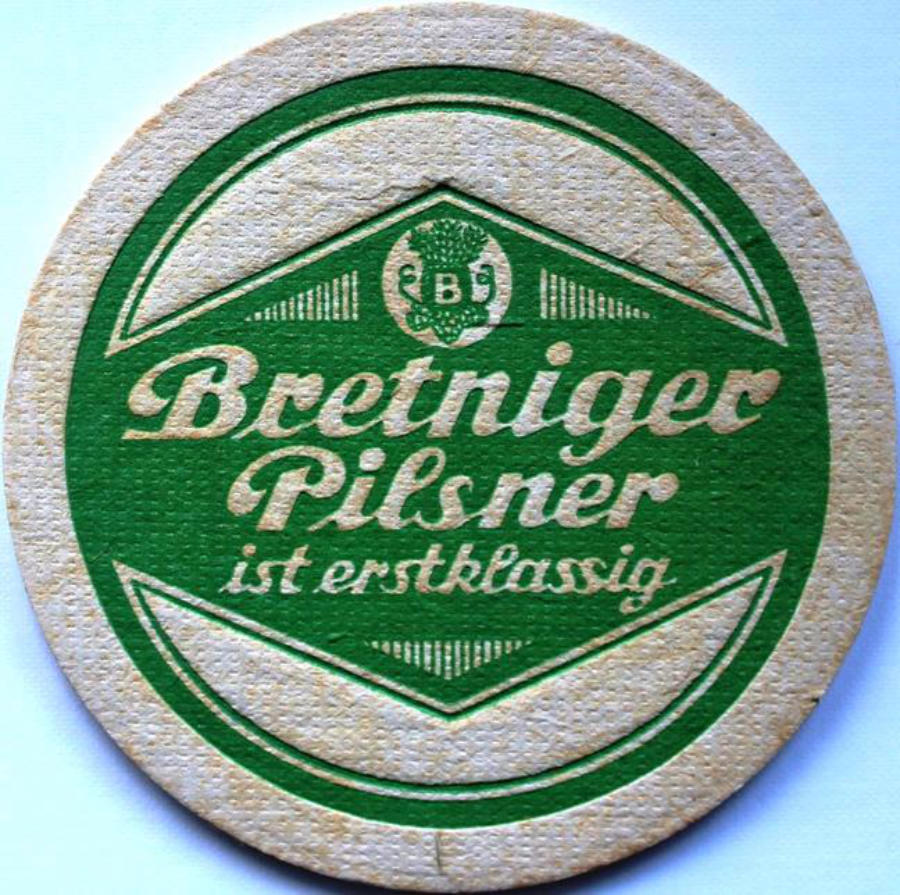 B
Bretniger
Pilsner
ist erstklassig